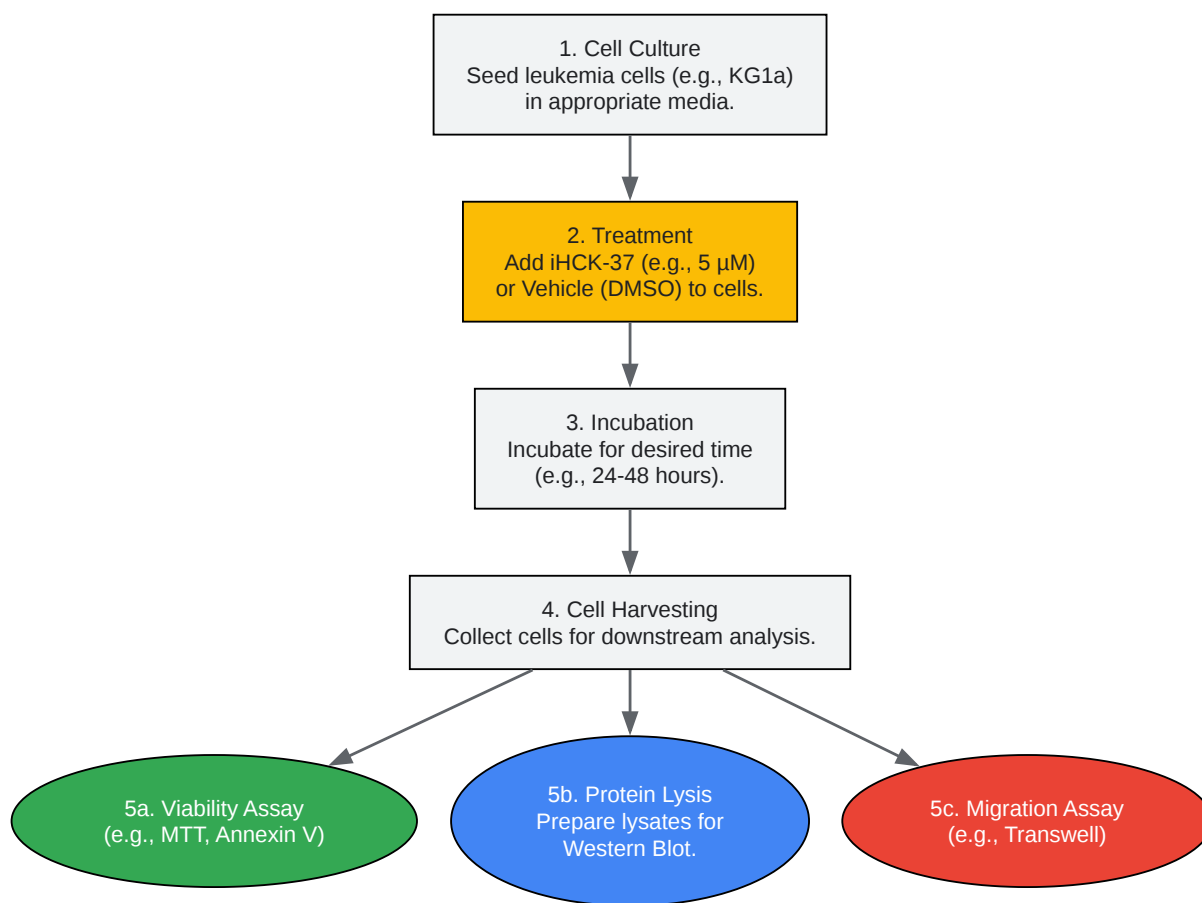 1. Cell Culture
Seed leukemia cells (e.g., KG1a)
in appropriate media.
2. Treatment
Add iHCK-37 (e.g., 5 µM)
or Vehicle (DMSO) to cells.
3. Incubation
Incubate for desired time
(e.g., 24-48 hours).
4. Cell Harvesting
Collect cells for downstream analysis.
5a. Viability Assay
(e.g., MTT, Annexin V)
5b. Protein Lysis
Prepare lysates for
Western Blot.
5c. Migration Assay
(e.g., Transwell)